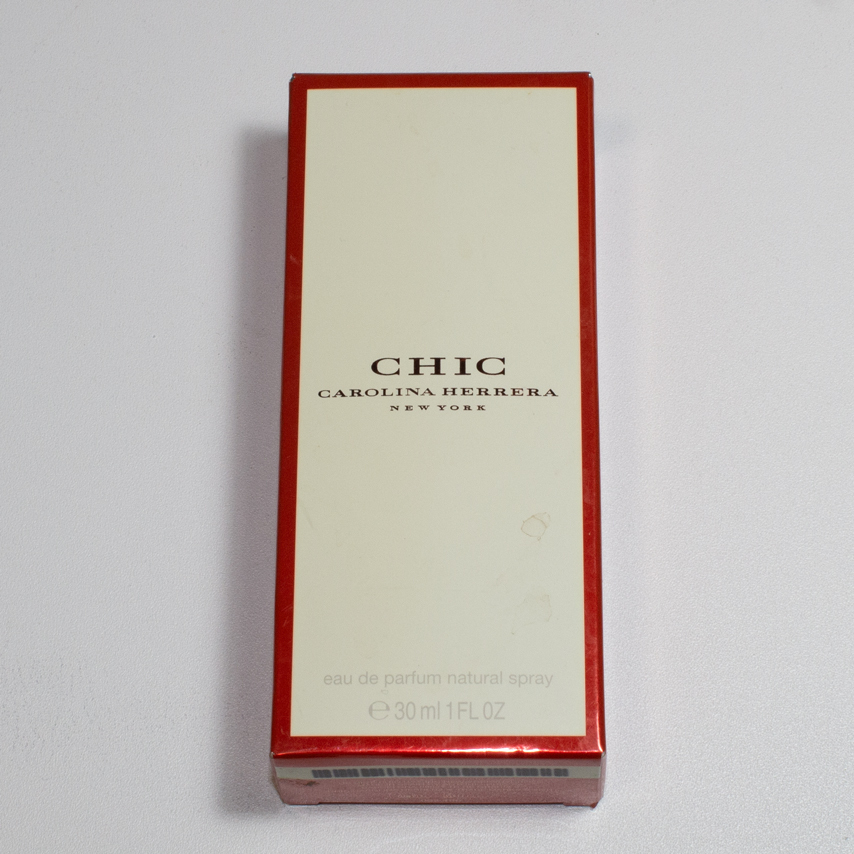 CHIC
CAROLINA HERRERA
NEW YORK
eau de parfum natural spray
℮ 30 ml 1 FL OZ